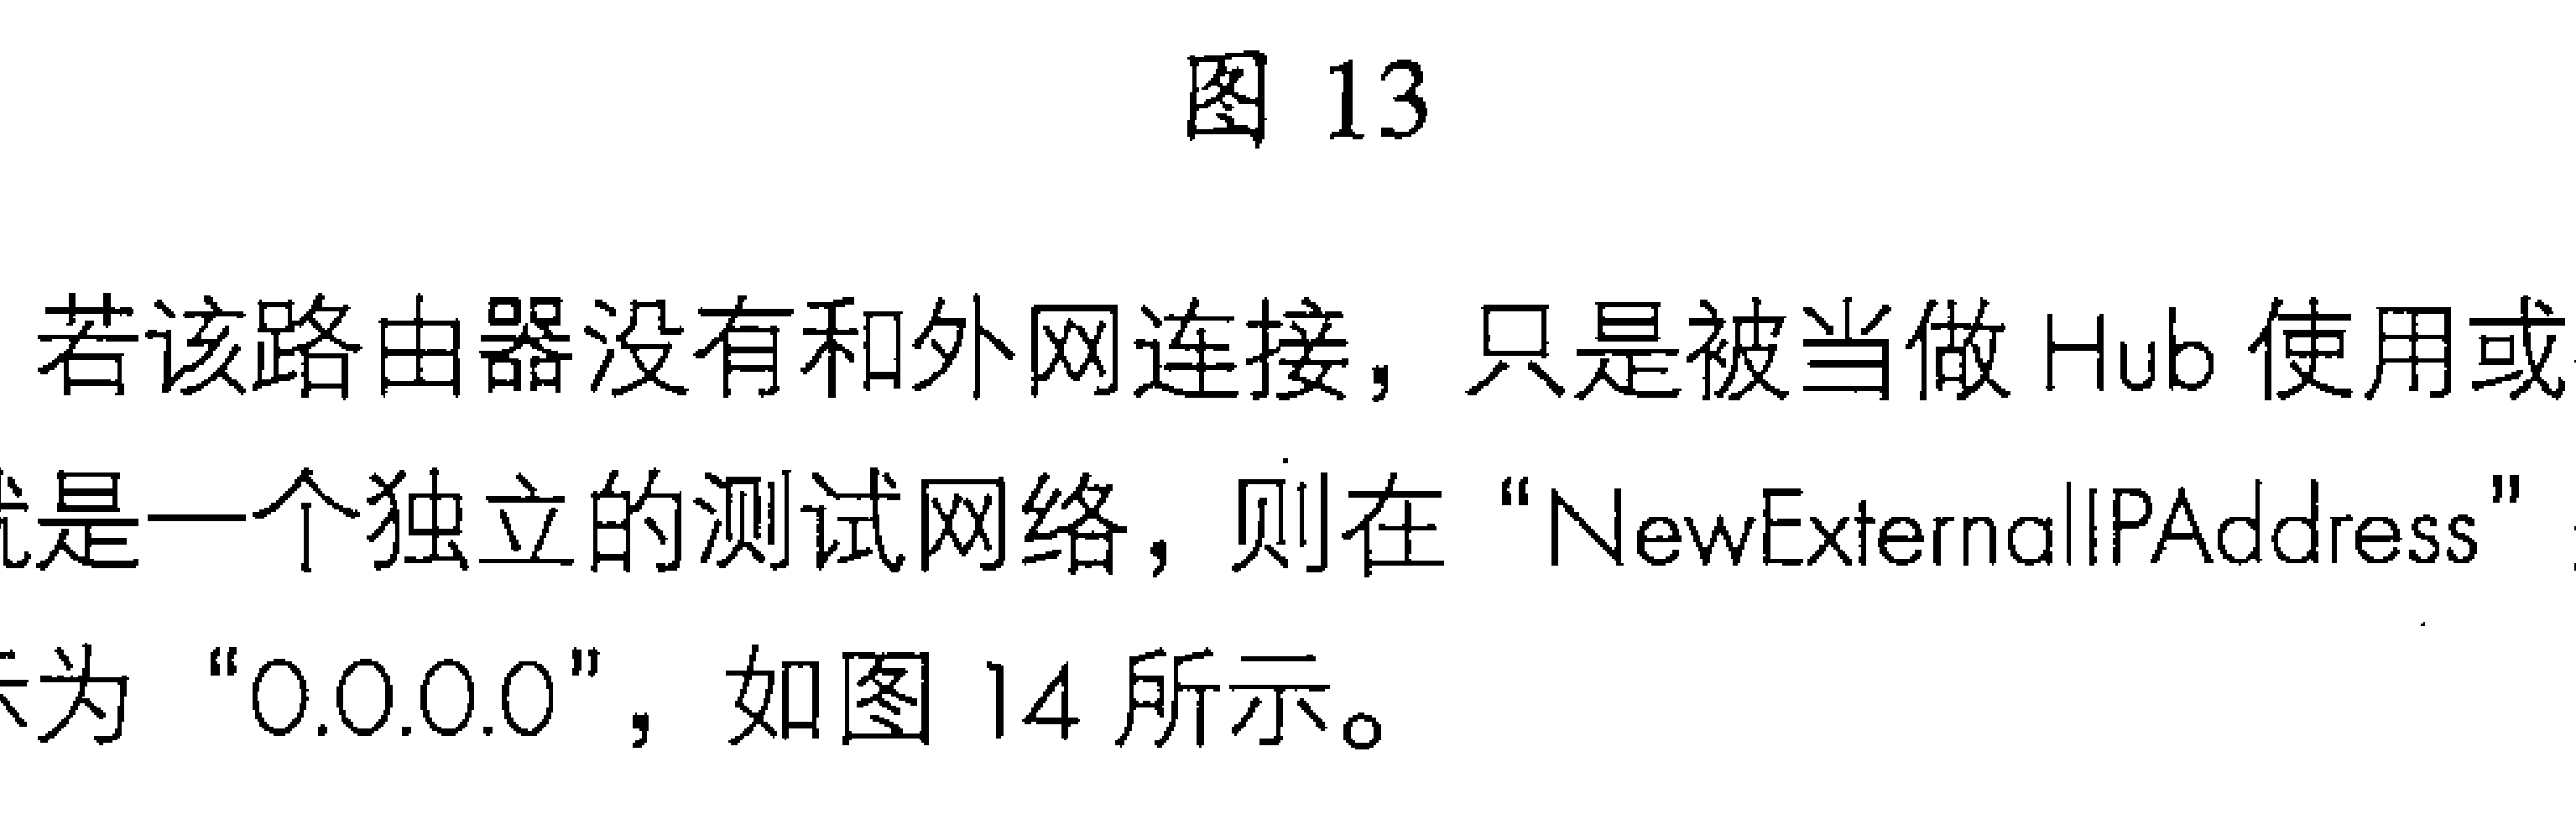 图 13
若该路由器没有和外网连接，只是被当做 Hub 使用或
是一个独立的测试网络，则在“NewExternalIPAddress”
为“0.0.0.0”，如图 14 所示。